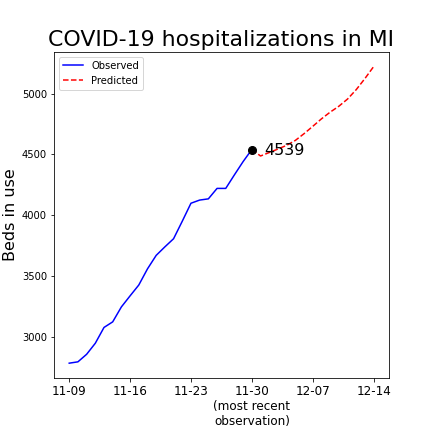 COVID-19 hospitalizations in MI
Observed
Predicted
5000
4500
4000
3500
3000
Beds in use
4539
11-09 11-16 11-23 11-30 12-07 12-14
(most recent
observation)